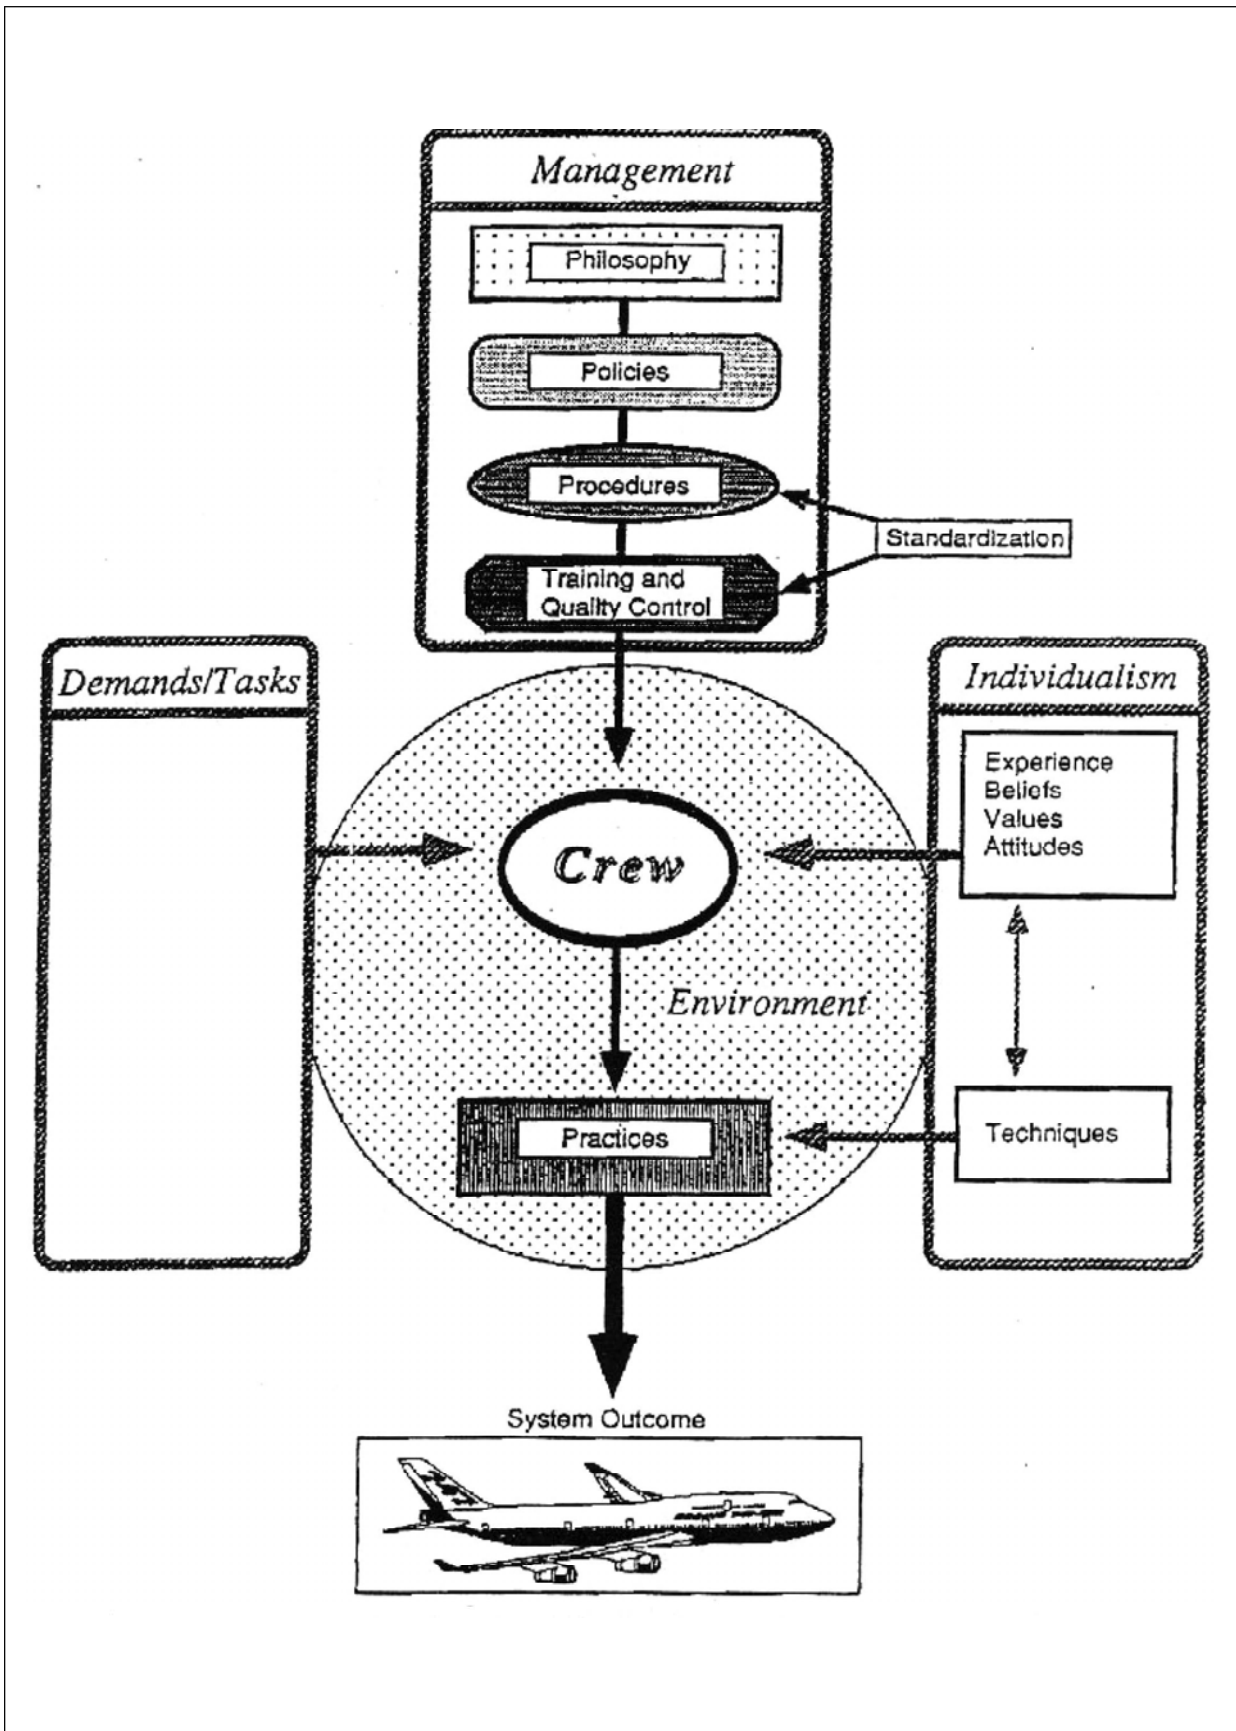 Management
Philosophy
Policies
Procedures
Standardization
Training and
Quality Control
Demands/Tasks
Individualism
Experience
Beliefs
Values
Attitudes
Crew
Environment
Practices
Techniques
System Outcome